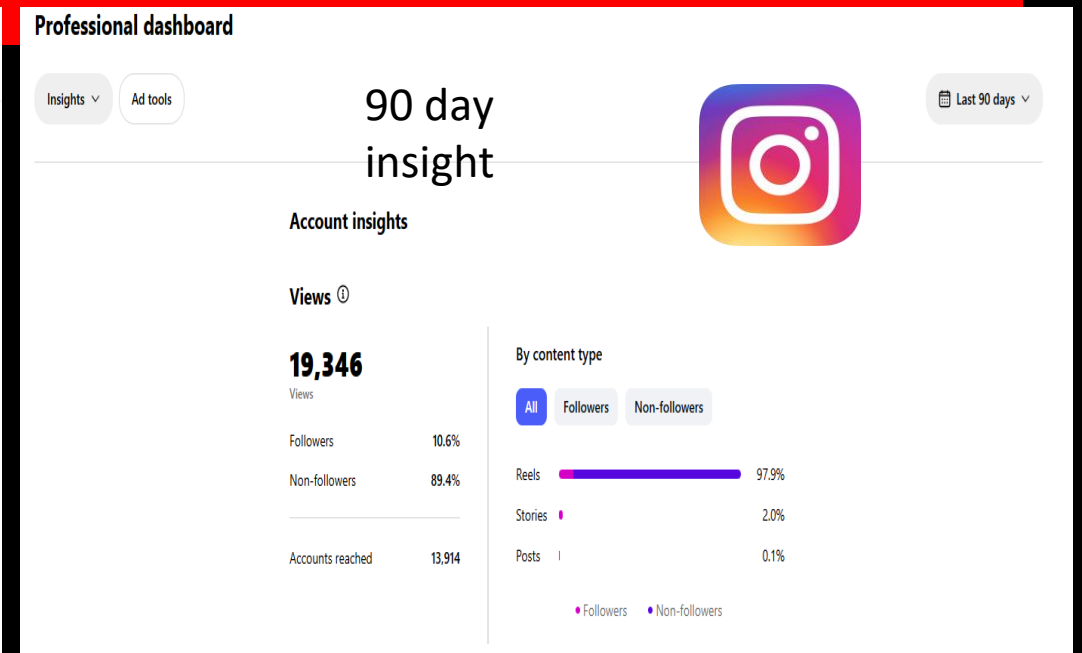 Professional dashboard
Insights
Ad tools
90 day
insight
Last 90 days
Account insights
Views
19,346
Views
Followers 10.6%
Non-followers 89.4%
Accounts reached 13,914
By content type
All Followers Non-followers
Reels 97.9%
Stories 2.0%
Posts 0.1%
Followers Non-followers